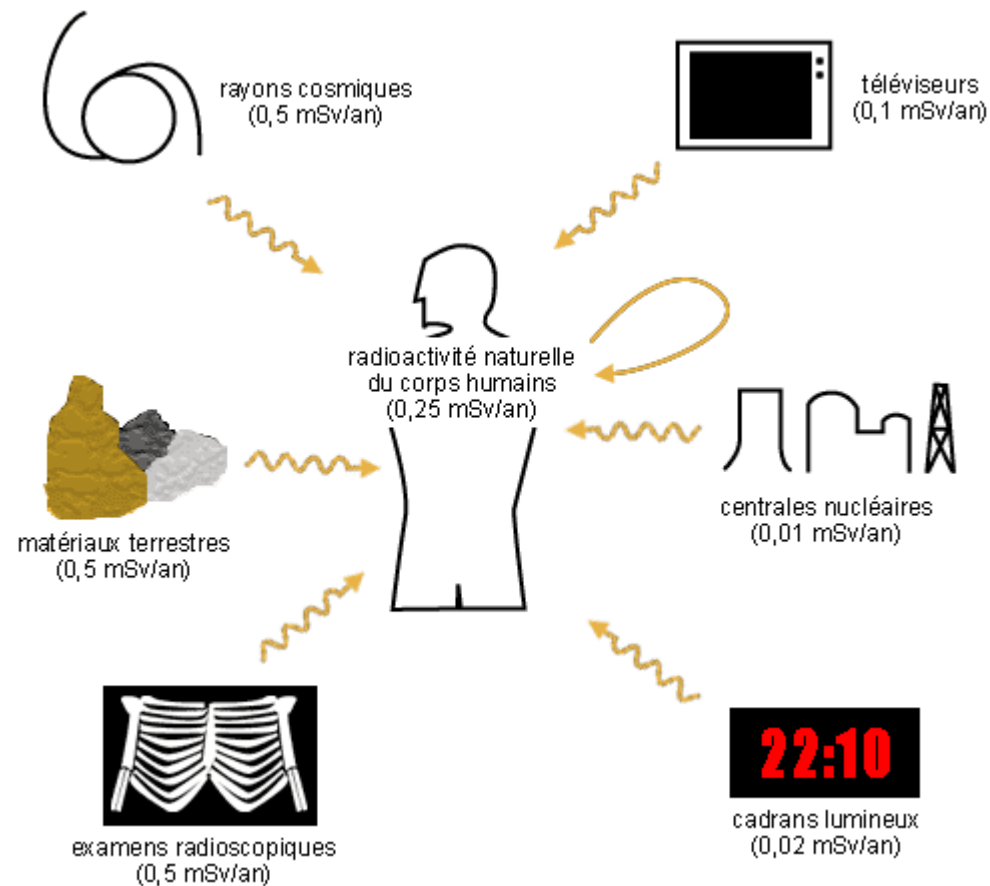 rayons cosmiques
(0,5 mSv/an)
téléviseurs
(0,1 mSv/an)
radioactivité naturelle
du corps humains
(0,25 mSv/an)
matériaux terrestres
(0,5 mSv/an)
centrales nucléaires
(0,01 mSv/an)
examens radioscopiques
(0,5 mSv/an)
22:10
cadrans lumineux
(0,02 mSv/an)